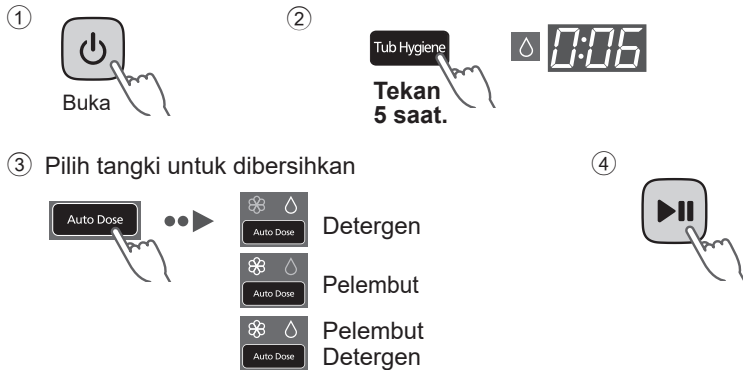 ①
②
Buka
Tub Hygiene
0:06
Tekan
5 saat.
③ Pilih tangki untuk dibersihkan
④
Auto Dose
Auto Dose
Detergen
Auto Dose
Pelembut
Auto Dose
Pelembut
Detergen